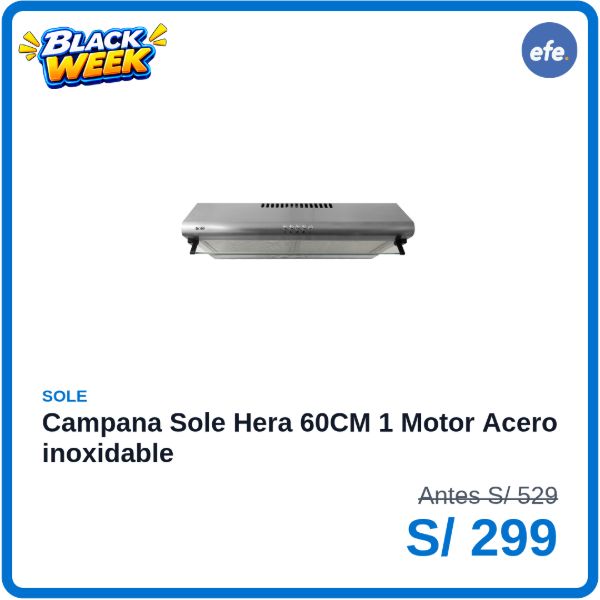 BLACK
WEEK
efe.
SOLE
Campana Sole Hera 60CM 1 Motor Acero
inoxidable
Antes S/ 529
S/ 299